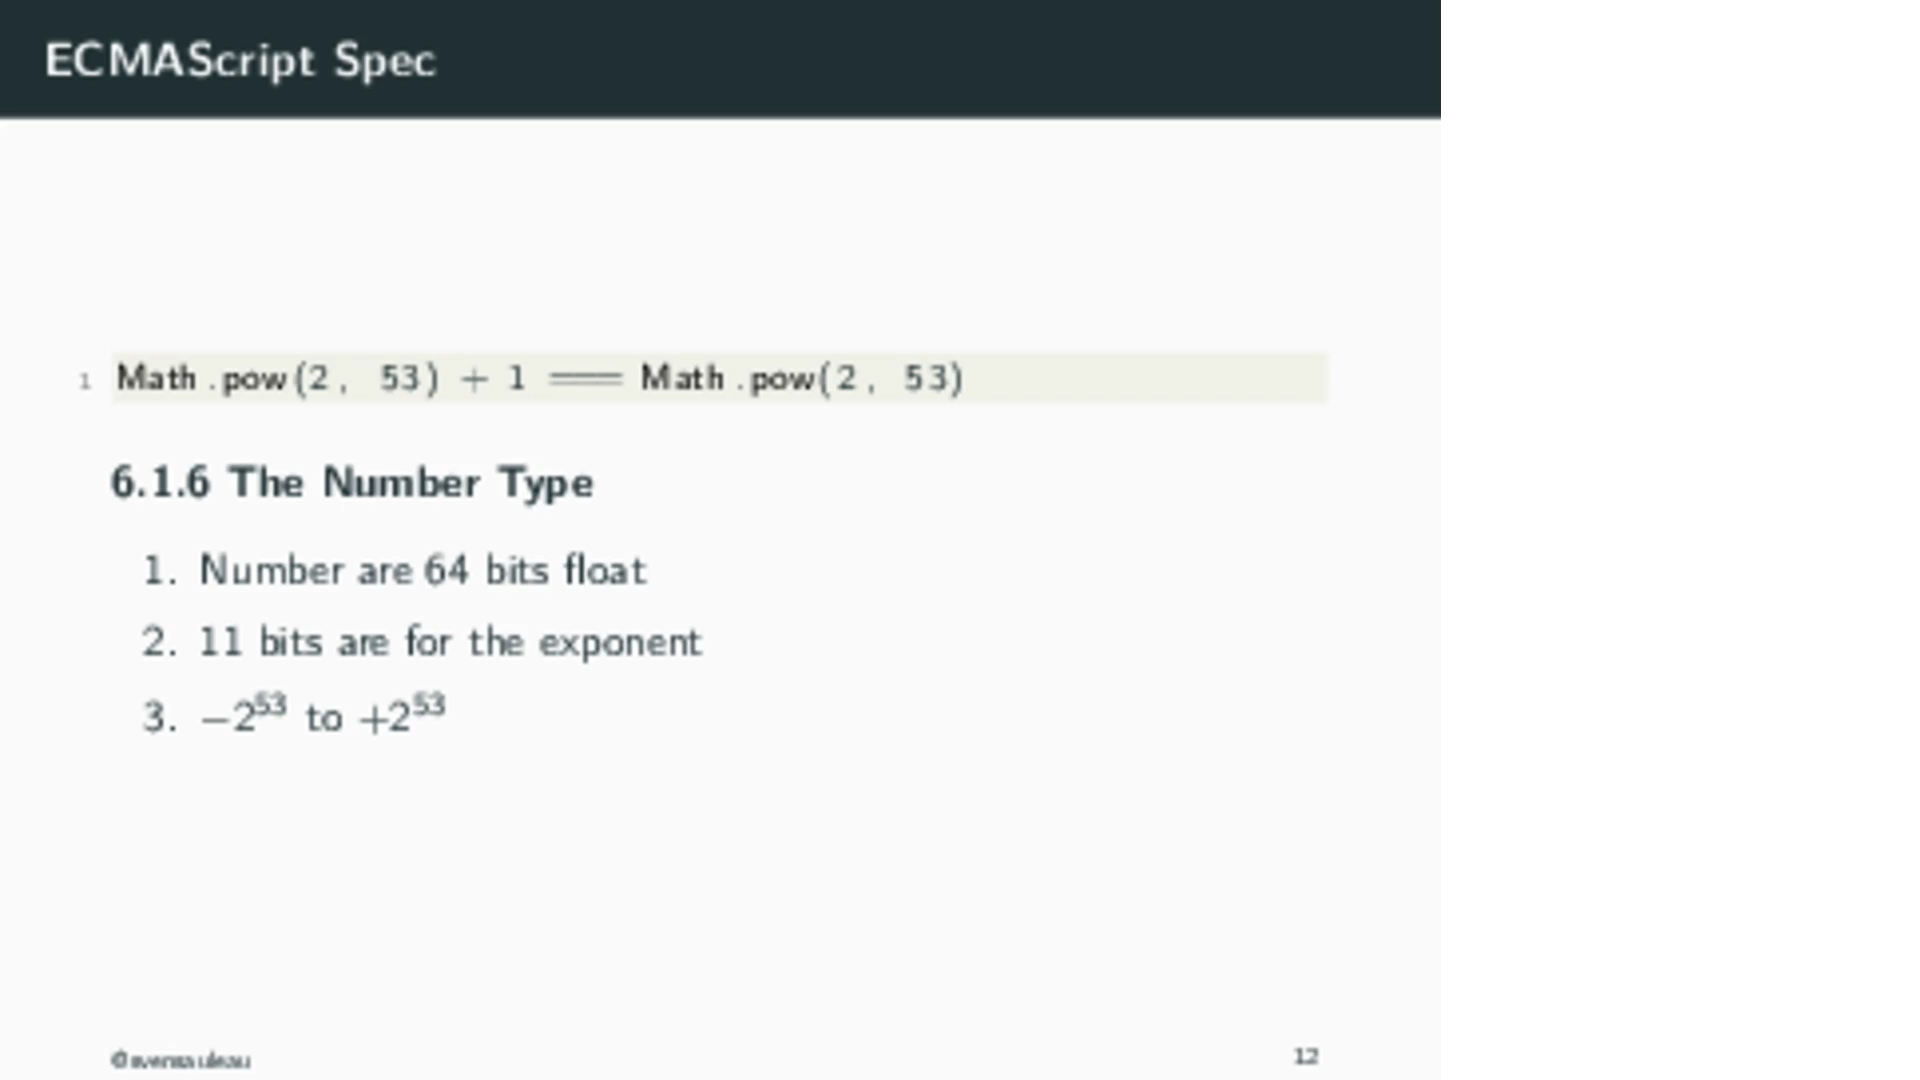 ECMAScript Spec
1 Math.pow(2, 53) + 1 === Math.pow(2, 53)
6.1.6 The Number Type
1. Number are 64 bits float
2. 11 bits are for the exponent
3. −2^53 to +2^53
@svensauleau
12